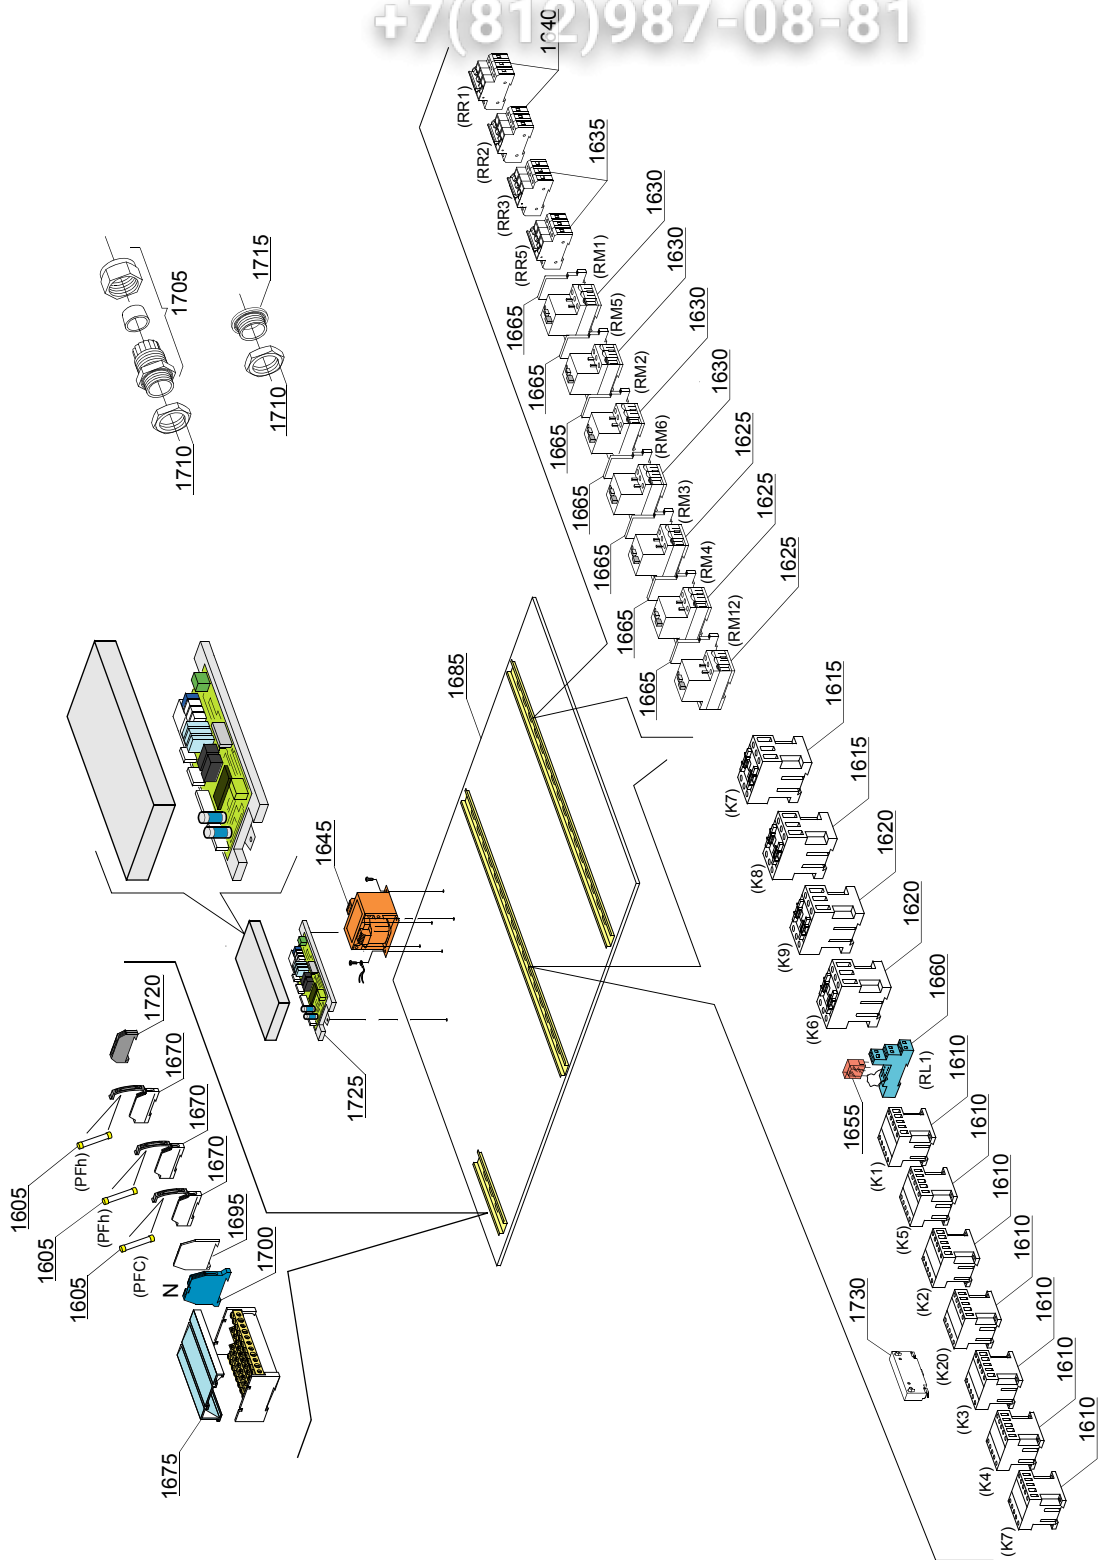 +7(812)987-08-81
1640
(RR1)
(RR2)
1635
(RR3)
(RR5)
1630
(RM1)
1665
1630
(RM5)
1665
1630
(RM2)
1665
1630
(RM6)
1665
1625
(RM3)
1665
1625
(RM4)
1665
1625
(RM12)
1665
1705
1715
1710
1710
1685
1645
1725
1720
1670
1670
1670
1605
(PFh)
1605
(PFh)
1605
(PFC)
1695
1700
N
1675
1615
(K7)
1615
(K8)
1620
(K9)
1620
(K6)
1660
(RL1)
1655
1610
(K1)
1610
(K5)
1610
(K2)
1610
(K20)
1730
1610
(K3)
1610
(K4)
1610
(K7)